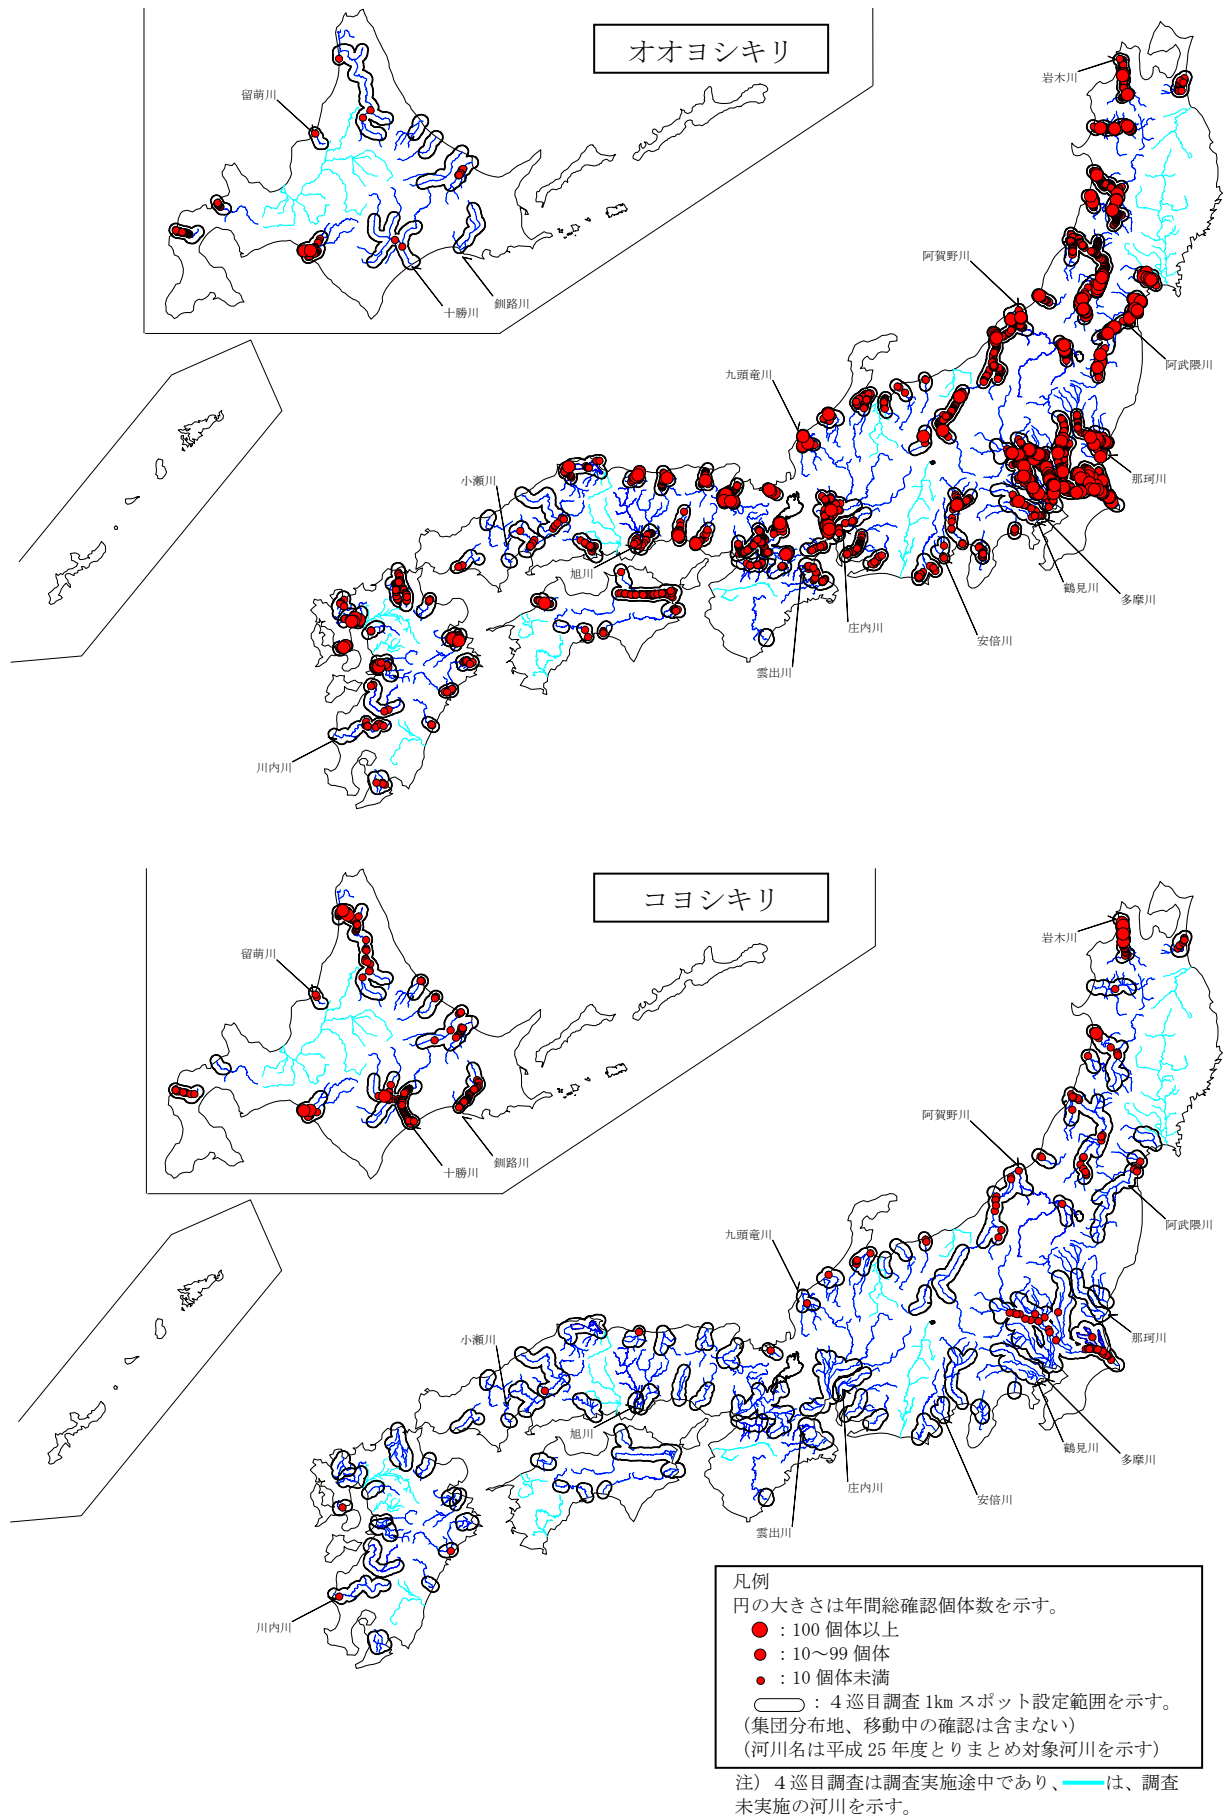 オオヨシキリ
岩木川
留萌川
阿賀野川
釧路川
十勝川
阿武隈川
九頭竜川
那珂川
小瀬川
旭川
鶴見川
多摩川
庄内川
安倍川
雲出川
川内川
コヨシキリ
岩木川
留萌川
阿賀野川
釧路川
十勝川
阿武隈川
九頭竜川
那珂川
小瀬川
旭川
鶴見川
多摩川
庄内川
安倍川
雲出川
川内川
凡例
円の大きさは年間総確認個体数を示す。
：100 個体以上
：10～99 個体
：10 個体未満
：４巡目調査 1km スポット設定範囲を示す。
(集団分布地、移動中の確認は含まない)
(河川名は平成 25 年度とりまとめ対象河川を示す)
注）４巡目調査は調査実施途中であり、 は、調査
未実施の河川を示す。